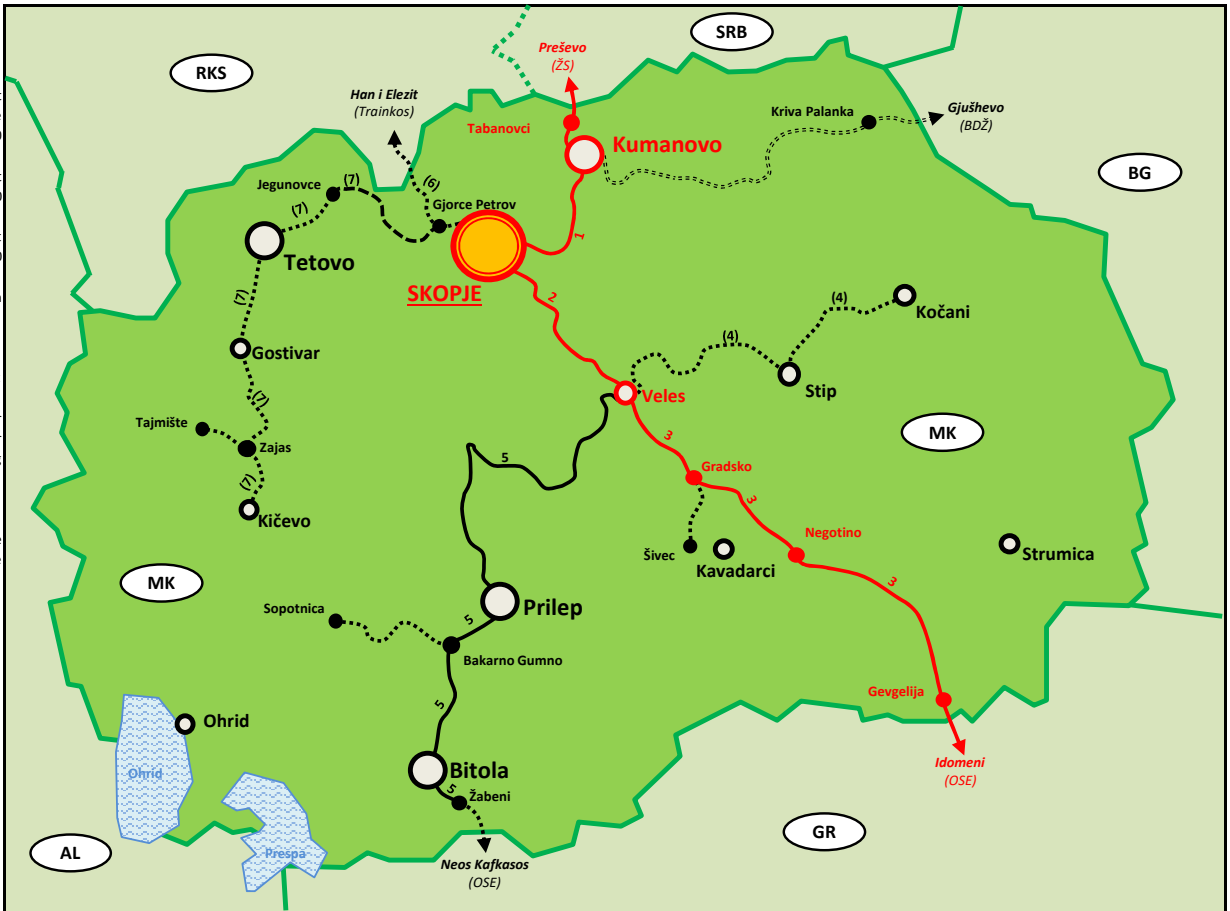 SRB
RKS
Preševo
(ŽS)
Han i Elezit
(Trainkos)
Tabanovci
Kriva Palanka
Gjushevo
(BDŽ)
Kumanovo
BG
Jegunovce
(7)
(6)
(7)
Gjorce Petrov
Tetovo
1
SKOPJE
2
(7)
(4)
Kočani
(4)
Gostivar
Stip
Veles
(7)
Tajmište
Zajas
3
MK
5
Gradsko
(7)
3
Kičevo
Negotino
Šivec
Kavadarci
Strumica
MK
3
Sopotnica
Prilep
5
Bakarno Gumno
Gevgelija
5
Ohrid
Ohrid
Bitola
Idomeni
(OSE)
5
Žabeni
GR
AL
Prespa
Neos Kafkasos
(OSE)